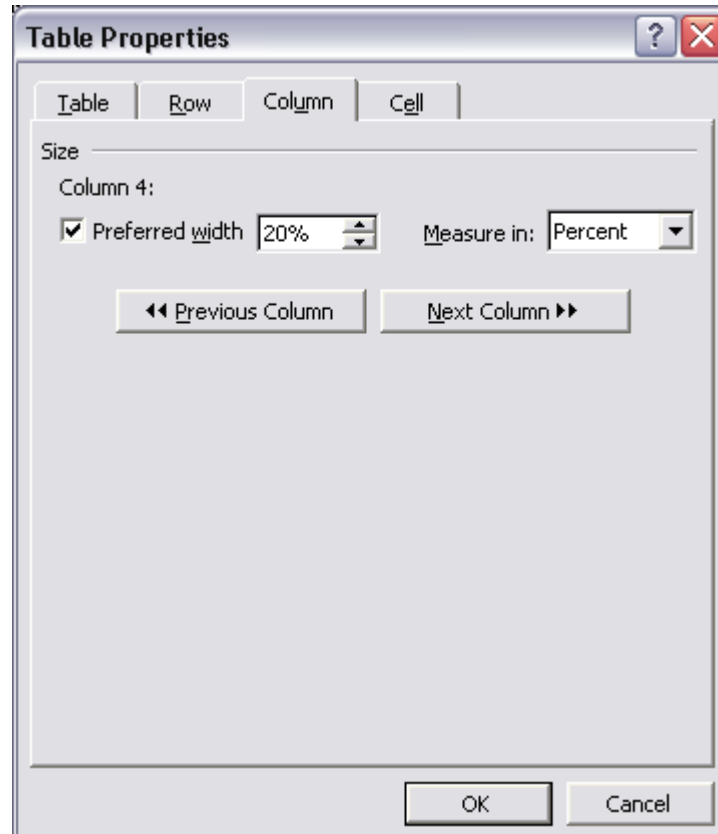 Table Properties
Table Row Column Cell
Size
Column 4:
Preferred width 20% Measure in: Percent
Previous Column Next Column
OK Cancel